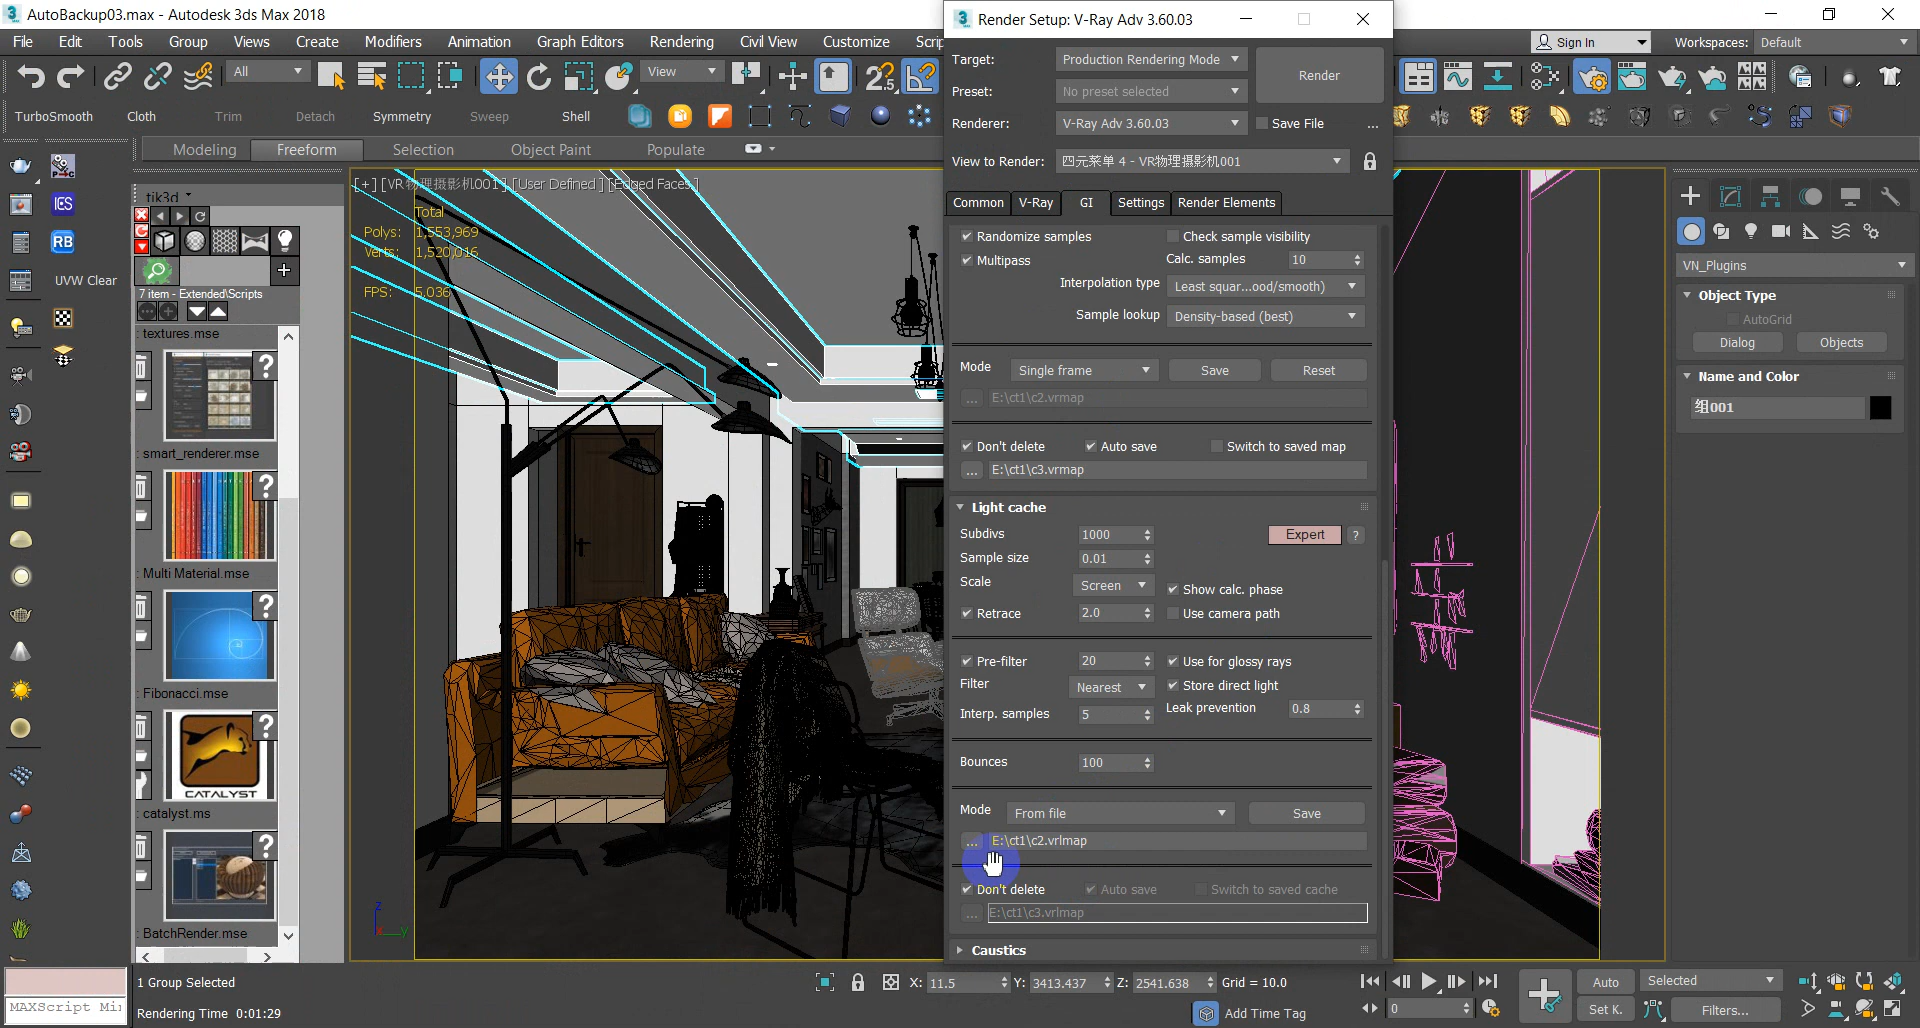 AutoBackup03.max - Autodesk 3ds Max 2018
File Edit Tools Group Views Create Modifiers Animation Graph Editors Rendering Civil View Customize Scrip
Sign In Workspaces: Default
All View
TurboSmooth Cloth Trim Detach Symmetry Sweep Shell
Modeling Freeform Selection Object Paint Populate
UVW Clear
RB
tik3d
7 item - Extended\Scripts
textures.mse
smart_renderer.mse
Multi Material.mse
Fibonacci.mse
CATALYST
catalyst.ms
BatchRender.mse
[+] [VR物理摄影机001] [User Defined ] [Edged Faces ]
Total
Polys: 1,553,969
Verts: 1,520,016
FPS: 5.036
Render Setup: V-Ray Adv 3.60.03
Target: Production Rendering Mode
Render
Preset: No preset selected
Renderer: V-Ray Adv 3.60.03 Save File ...
View to Render: 四元菜单 4 - VR物理摄影机001
Common V-Ray GI Settings Render Elements
Randomize samples Check sample visibility
Multipass Calc. samples 10
Interpolation type Least squar...ood/smooth)
Sample lookup Density-based (best)
Mode Single frame Save Reset
... E:\ct1\c2.vrmap
Don't delete Auto save Switch to saved map
... E:\ct1\c3.vrmap
Light cache
Subdivs 1000 Expert ?
Sample size 0.01
Scale Screen Show calc. phase
Retrace 2.0 Use camera path
Pre-filter 20 Use for glossy rays
Filter Nearest Store direct light
Interp. samples 5 Leak prevention 0.8
Bounces 100
Mode From file Save
... E:\ct1\c2.vrlmap
Don't delete Auto save Switch to saved cache
... E:\ct1\c3.vrlmap
Caustics
VN_Plugins
Object Type
AutoGrid
Dialog Objects
Name and Color
组001
1 Group Selected
X: 11.5 Y: 3413.437 Z: 2541.638 Grid = 10.0
Auto Selected
MAXScript Mi
Rendering Time 0:01:29
Add Time Tag
0
Set K. Filters...